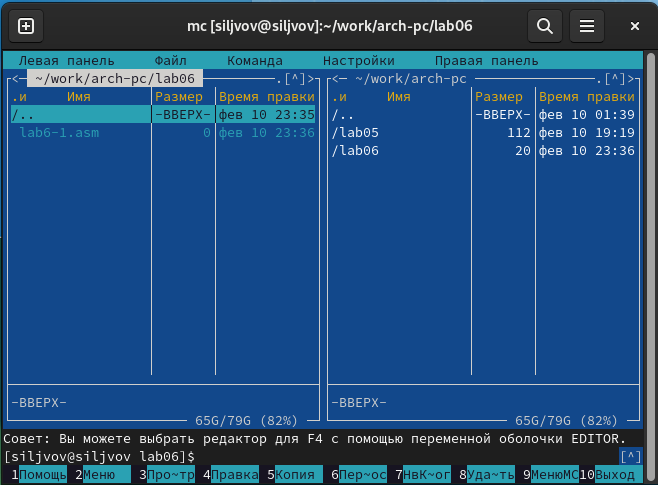 mc [siljvov@siljvov]:~/work/arch-pc/lab06
Левая панель Файл Команда Настройки Правая панель
<— ~/work/arch-pc/lab06 .[^]> <— ~/work/arch-pc .[^]>
.и Имя Размер Время правки .и Имя Размер Время правки
/.. -ВВЕРХ- фев 10 23:35 /.. -ВВЕРХ- фев 10 01:39
lab6-1.asm 0 фев 10 23:36 /lab05 112 фев 10 19:19
/lab06 20 фев 10 23:36
-ВВЕРХ- -ВВЕРХ-
65G/79G (82%) 65G/79G (82%)
Совет: Вы можете выбрать редактор для F4 с помощью переменной оболочки EDITOR.
[siljvov@siljvov lab06]$ [^]
1Помощь 2Меню 3Про~тр 4Правка 5Копия 6Пер~ос 7НвК~ог 8Уда~ть 9МенюMC 10Выход